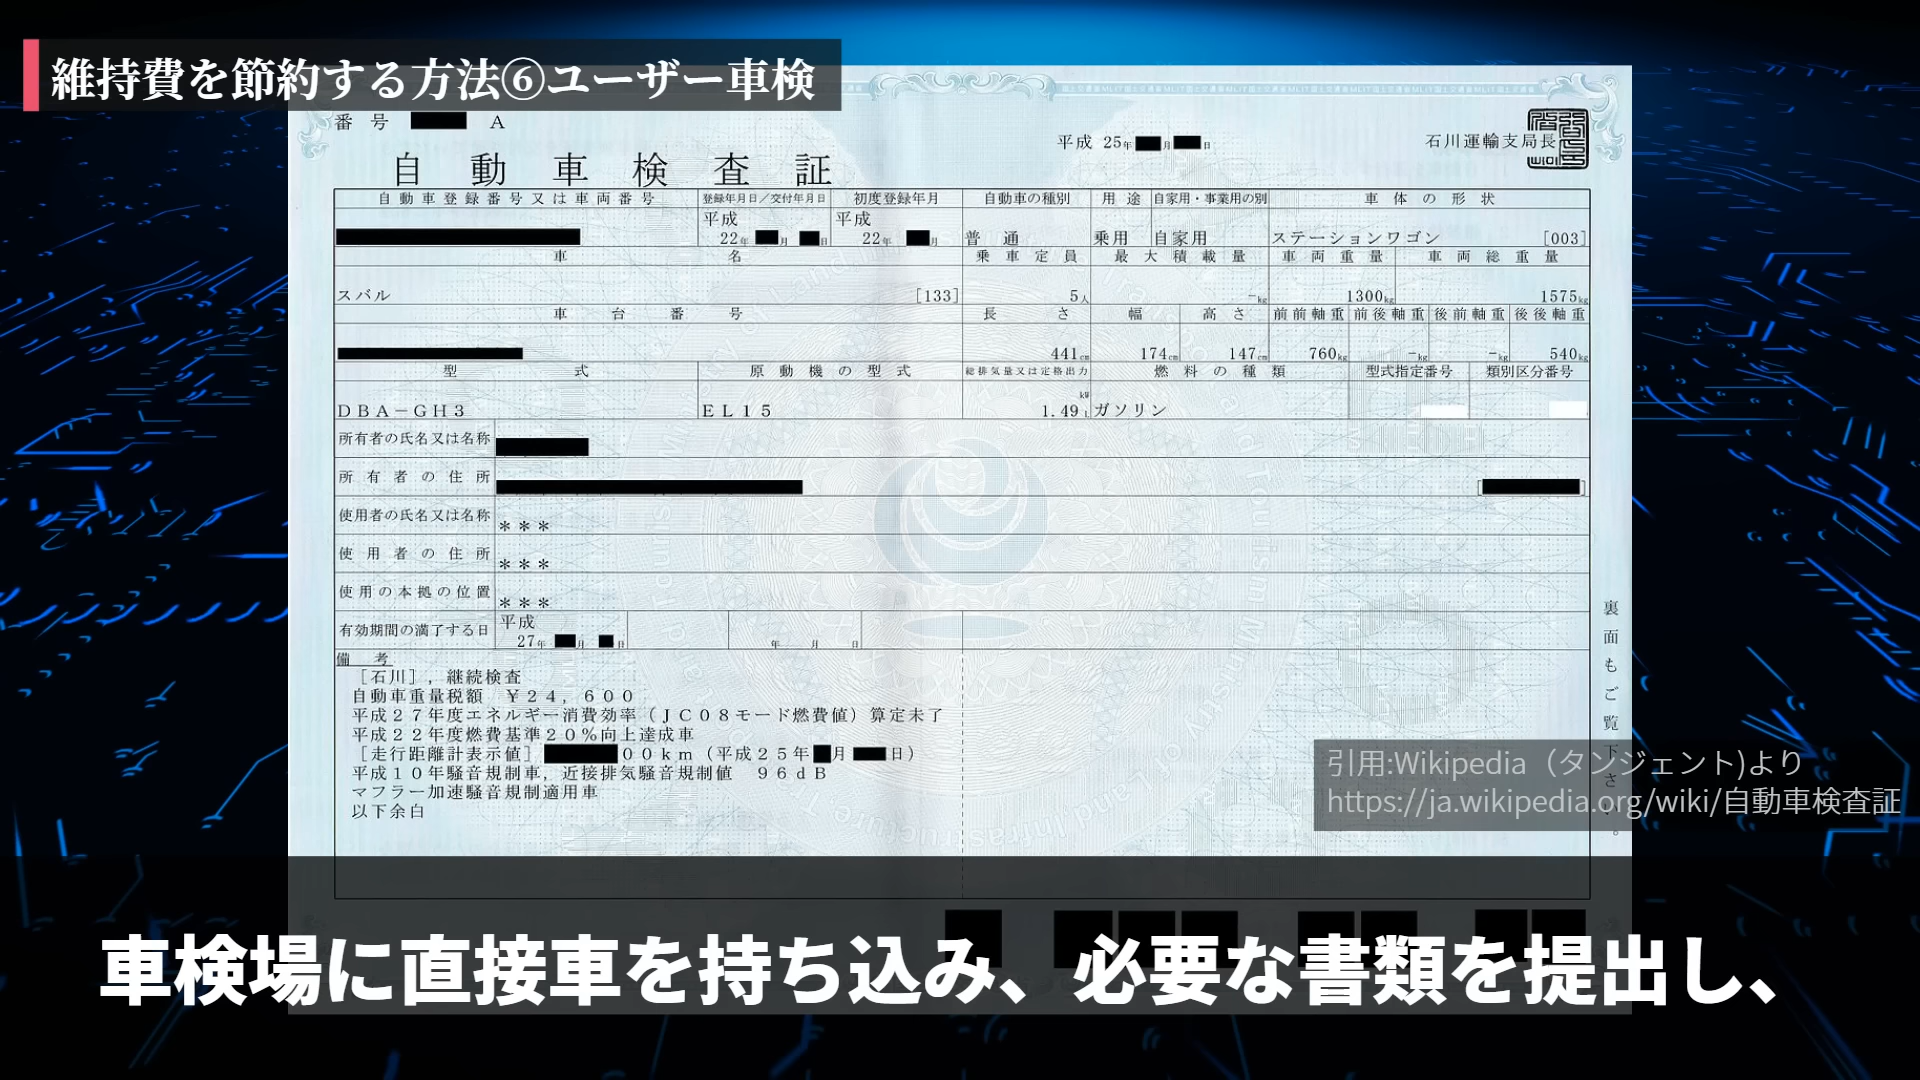 維持費を節約する方法⑥ユーザー車検
番号 A
平成 25年 月 日
石川運輸支局長
自動車検査証
自動車登録番号又は車両番号 登録年月日/交付年月日 初度登録年月 自動車の種別 用途 自家用・事業用の別 車体の形状
平成 平成
22年 月 日 22年 月 普通 乗用 自家用 ステーションワゴン [003]
車名 乗車定員 最大積載量 車両重量 車両総重量
スバル [133] 5人 -kg 1300kg 1575kg
車台番号 長さ 幅 高さ 前前軸重 前後軸重 後前軸重 後後軸重
441cm 174cm 147cm 760kg -kg -kg 540kg
型式 原動機の型式 総排気量又は定格出力 燃料の種類 型式指定番号 類別区分番号
kW
DBA-GH3 EL15 1.49L ガソリン
所有者の氏名又は名称
所有者の住所 [ ]
使用者の氏名又は名称 ***
使用者の住所 ***
使用の本拠の位置 ***
有効期間の満了する日 平成
27年 月 日 年 月 日
備考
[石川],継続検査
自動車重量税額 ¥24,600
平成27年度エネルギー消費効率(JC08モード燃費値)算定未了
平成22年度燃費基準20%向上達成車
[走行距離計表示値] 00km(平成25年 月 日)
平成10年騒音規制車,近接排気騒音規制値 96dB
マフラー加速騒音規制適用車
以下余白
裏面もご覧下さい。
引用:Wikipedia(タンジェント)より
https://ja.wikipedia.org/wiki/自動車検査証
車検場に直接車を持ち込み、必要な書類を提出し、